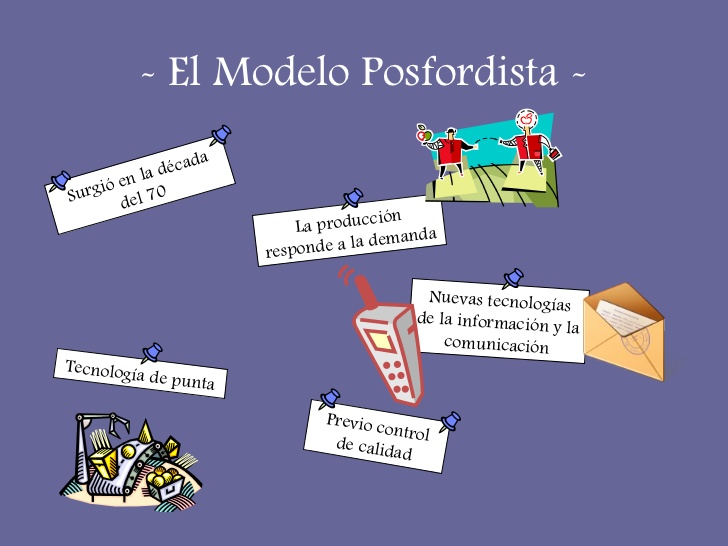 - El Modelo Posfordista -
Surgió en la década
del 70
La producción
responde a la demanda
Nuevas tecnologías
de la información y la
comunicación
Tecnología de punta
Previo control
de calidad